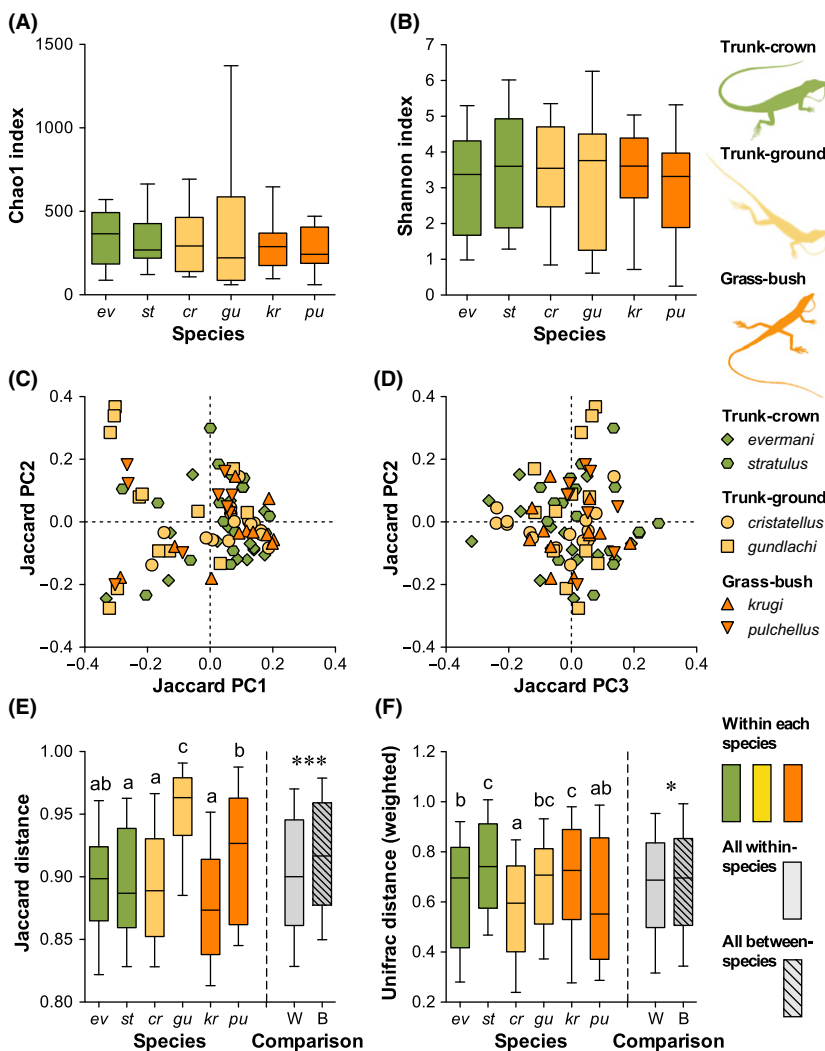 (A)
Chao1 index
1500
1000
500
0
ev st cr gu kr pu
Species
(B)
Shannon index
7
6
5
4
3
2
1
0
ev st cr gu kr pu
Species
Trunk-crown
Trunk-ground
Grass-bush
(C)
Jaccard PC2
0.4
0.2
0.0
−0.2
−0.4
−0.4 −0.2 0.0 0.2 0.4
Jaccard PC1
(D)
Jaccard PC2
0.4
0.2
0.0
−0.2
−0.4
−0.4 −0.2 0.0 0.2 0.4
Jaccard PC3
Trunk-crown
evermani
stratulus
Trunk-ground
cristatellus
gundlachi
Grass-bush
krugi
pulchellus
(E)
Jaccard distance
1.00
0.95
0.90
0.85
0.80
ab a a c a b ***
ev st cr gu kr pu W B
Species Comparison
(F)
Unifrac distance (weighted)
1.2
1.0
0.8
0.6
0.4
0.2
b c a bc c ab *
ev st cr gu kr pu W B
Species Comparison
Within each
species
All within-
species
All between-
species